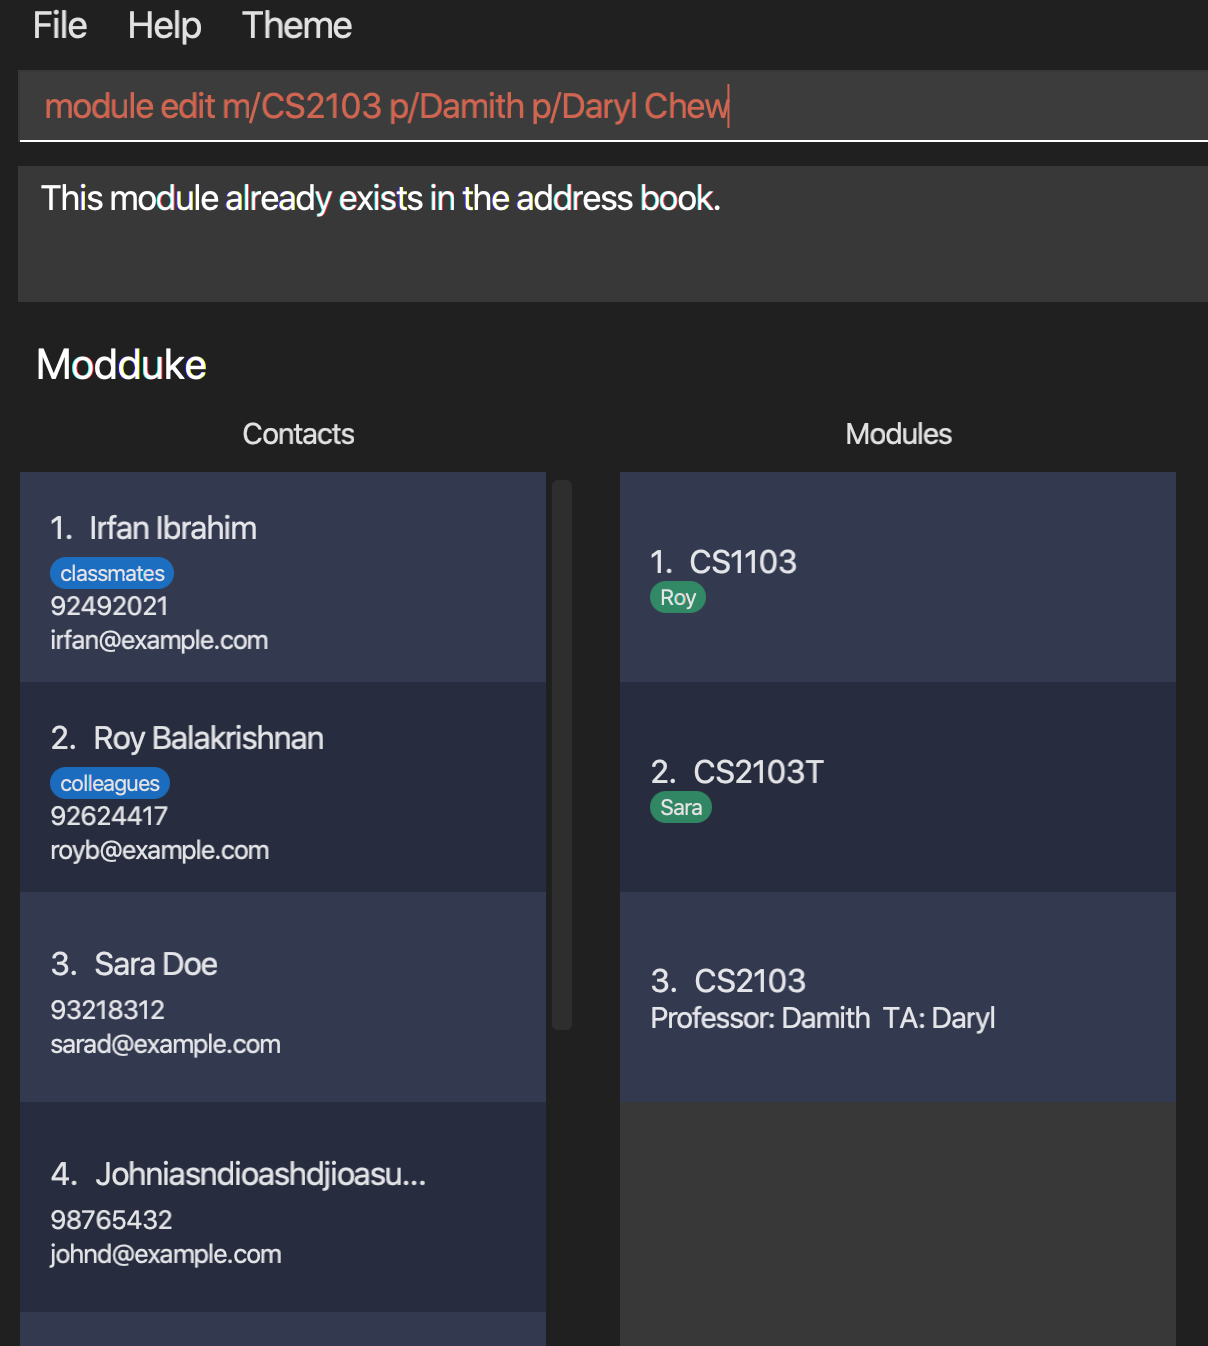 File Help Theme
module edit m/CS2103 p/Damith p/Daryl Chew
This module already exists in the address book.
Modduke
Contacts
1. Irfan Ibrahim
classmates
92492021
irfan@example.com
2. Roy Balakrishnan
colleagues
92624417
royb@example.com
3. Sara Doe
93218312
sarad@example.com
4. Johniasndioashdjioasu...
98765432
johnd@example.com
Modules
1. CS1103
Roy
2. CS2103T
Sara
3. CS2103
Professor: Damith TA: Daryl